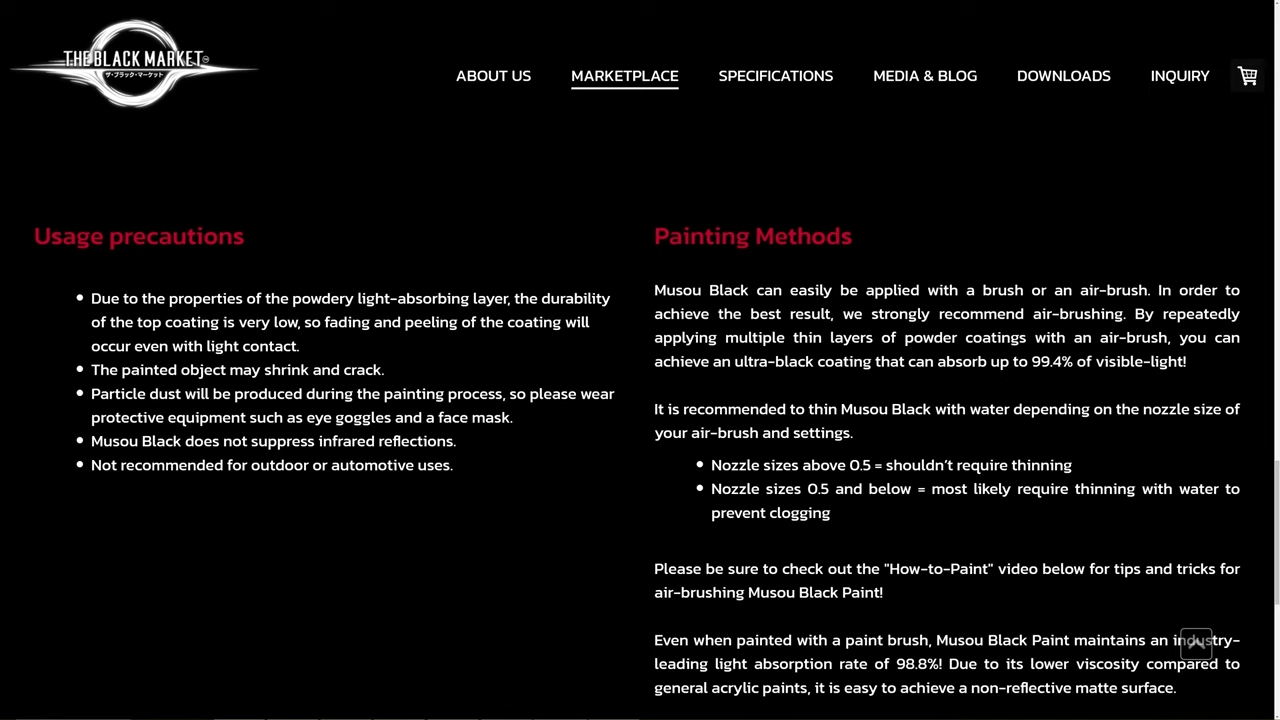 THE BLACK MARKET
ザ・ブラック・マーケット
ABOUT US
MARKETPLACE
SPECIFICATIONS
MEDIA & BLOG
DOWNLOADS
INQUIRY
Usage precautions
Due to the properties of the powdery light-absorbing layer, the durability
of the top coating is very low, so fading and peeling of the coating will
occur even with light contact.
The painted object may shrink and crack.
Particle dust will be produced during the painting process, so please wear
protective equipment such as eye goggles and a face mask.
Musou Black does not suppress infrared reflections.
Not recommended for outdoor or automotive uses.
Painting Methods
Musou Black can easily be applied with a brush or an air-brush. In order to
achieve the best result, we strongly recommend air-brushing. By repeatedly
applying multiple thin layers of powder coatings with an air-brush, you can
achieve an ultra-black coating that can absorb up to 99.4% of visible-light!
It is recommended to thin Musou Black with water depending on the nozzle size of
your air-brush and settings.
Nozzle sizes above 0.5 = shouldn’t require thinning
Nozzle sizes 0.5 and below = most likely require thinning with water to
prevent clogging
Please be sure to check out the "How-to-Paint" video below for tips and tricks for
air-brushing Musou Black Paint!
Even when painted with a paint brush, Musou Black Paint maintains an industry-
leading light absorption rate of 98.8%! Due to its lower viscosity compared to
general acrylic paints, it is easy to achieve a non-reflective matte surface.